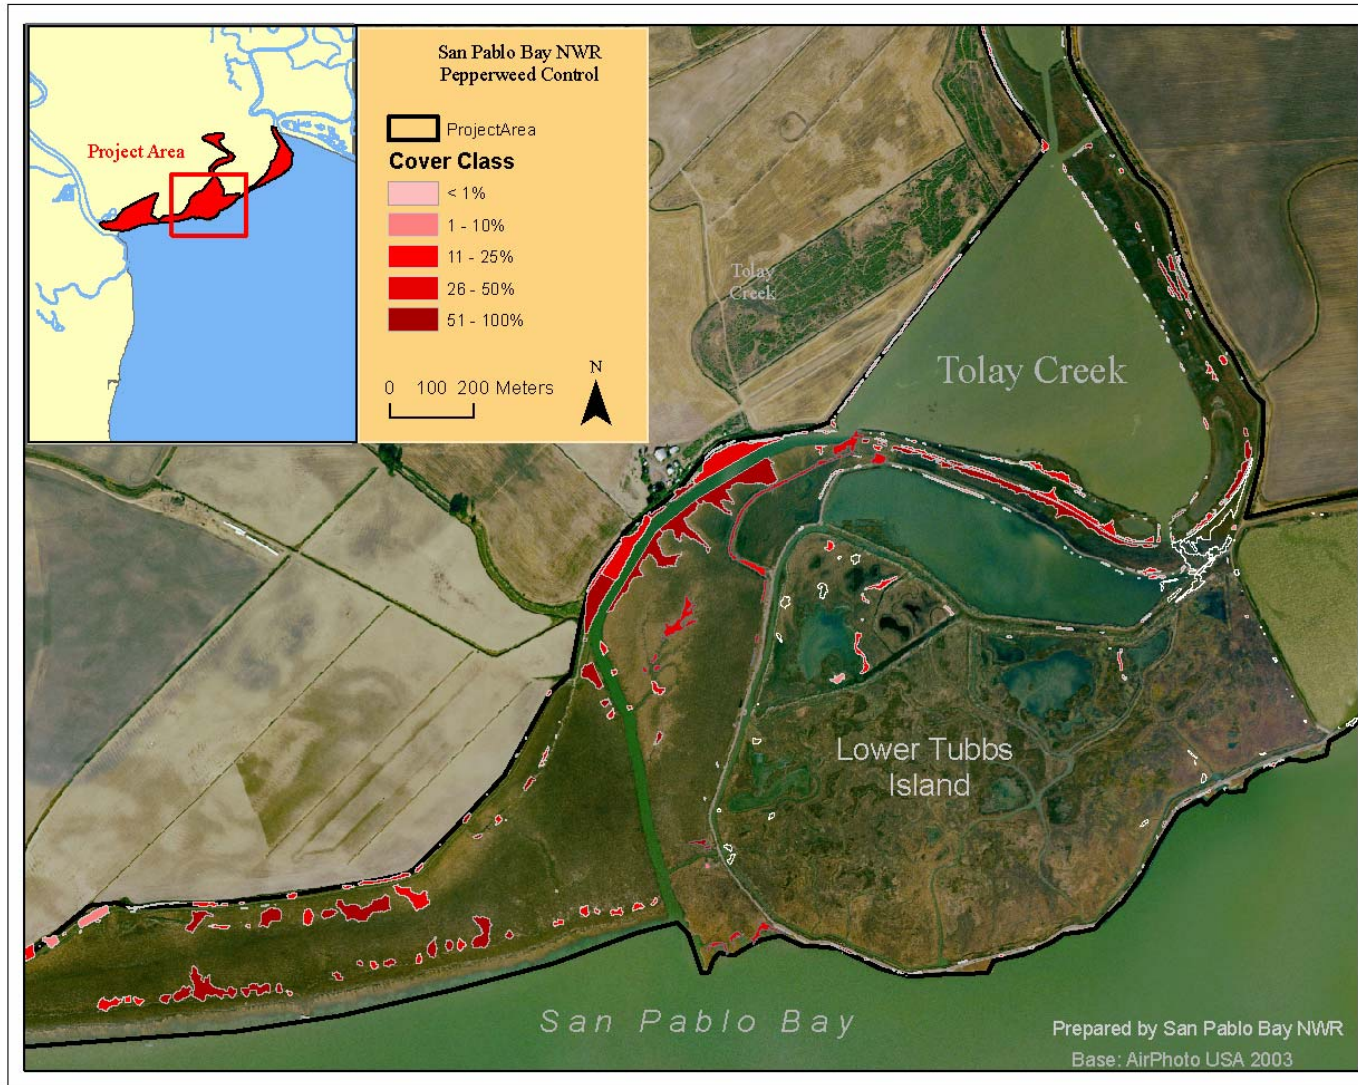 San Pablo Bay NWR
Pepperweed Control
Project Area
ProjectArea
Cover Class
< 1%
1 - 10%
11 - 25%
26 - 50%
51 - 100%
N
0 100 200 Meters
Tolay
Creek
Tolay Creek
Lower Tubbs
Island
San Pablo Bay
Prepared by San Pablo Bay NWR
Base: AirPhoto USA 2003